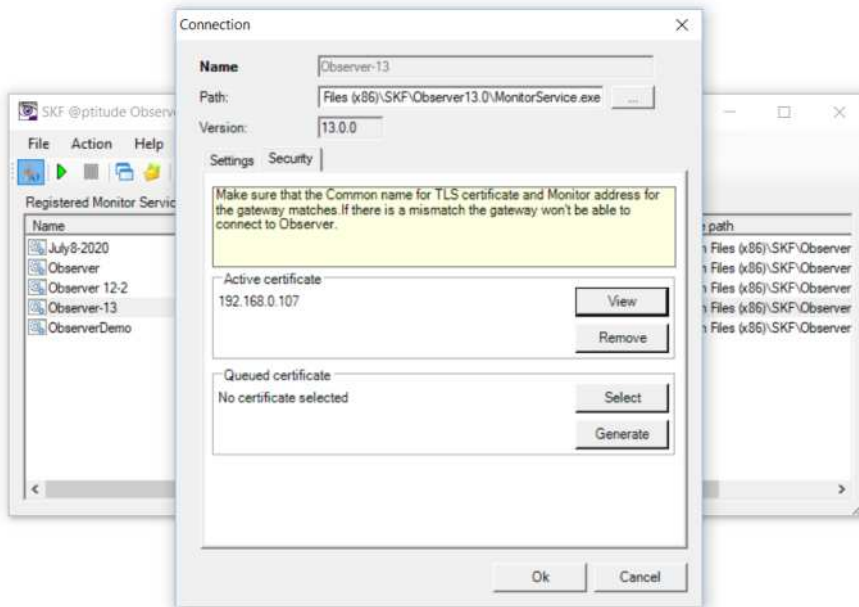 Connection
Name
Observer-13
Path:
Files (x86)\SKF\Observer13.0\MonitorService.exe
...
Version:
13.0.0
Settings
Security
Make sure that the Common name for TLS certificate and Monitor address for
the gateway matches.If there is a mismatch the gateway won't be able to
connect to Observer.
Active certificate
192.168.0.107
View
Remove
Queued certificate
No certificate selected
Select
Generate
Ok
Cancel
SKF @ptitude Observ
File
Action
Help
Registered Monitor Servic
Name
July8-2020
Observer
Observer 12-2
Observer-13
ObserverDemo
path
Files (x86)\SKF\Observer
Files (x86)\SKF\Observer
Files (x86)\SKF\Observer
Files (x86)\SKF\Observer
Files (x86)\SKF\Observer